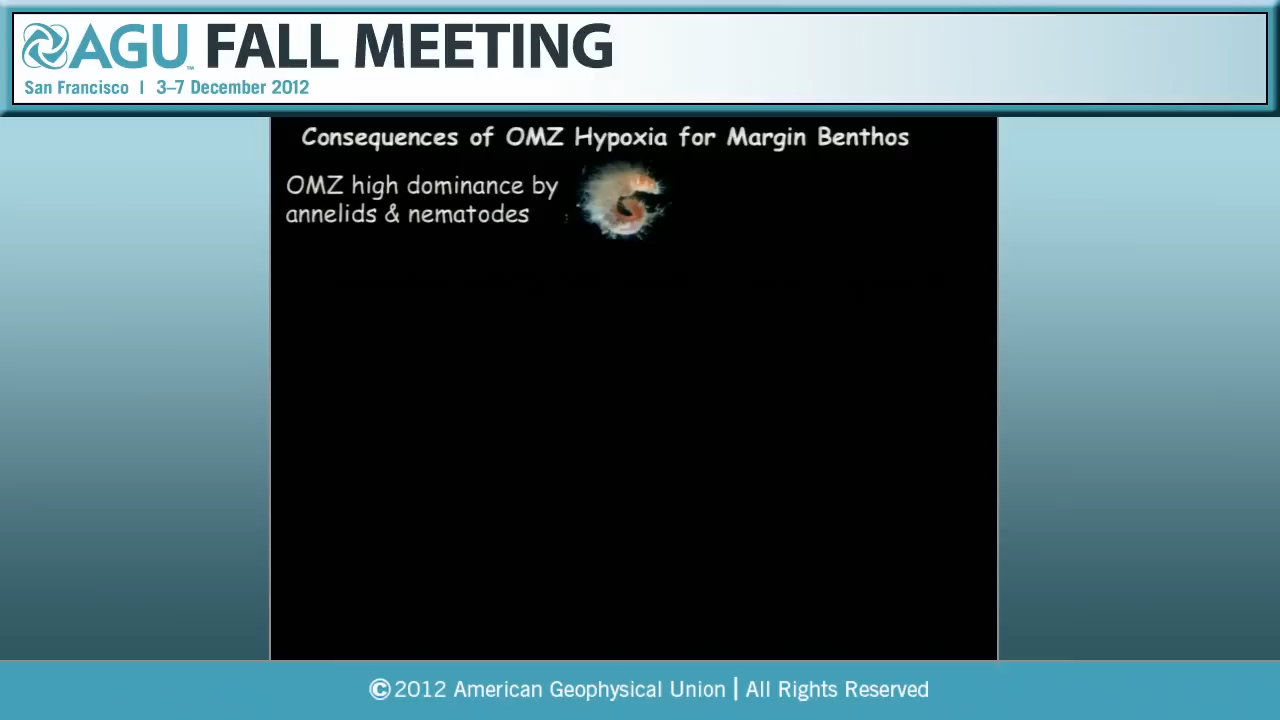 AGU™ FALL MEETING
San Francisco | 3–7 December 2012
Consequences of OMZ Hypoxia for Margin Benthos
OMZ high dominance by
annelids & nematodes
©2012 American Geophysical Union | All Rights Reserved